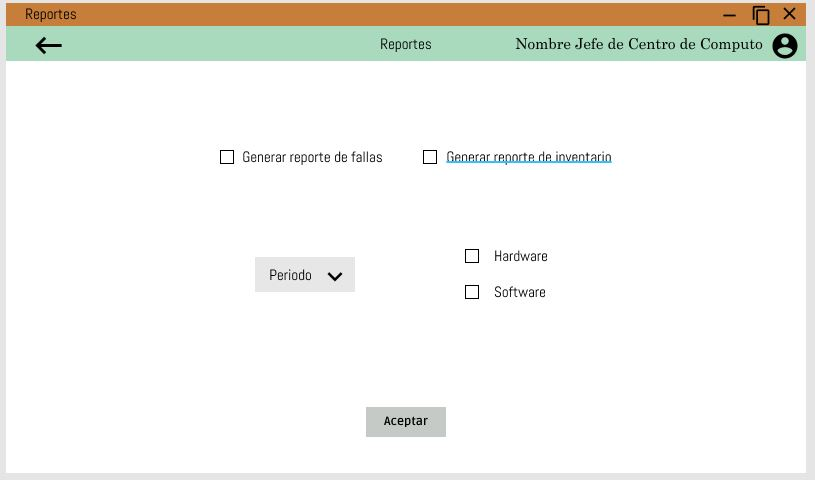 Reportes
Reportes Nombre Jefe de Centro de Computo
Generar reporte de fallas Generar reporte de inventario
Hardware
Periodo
Software
Aceptar